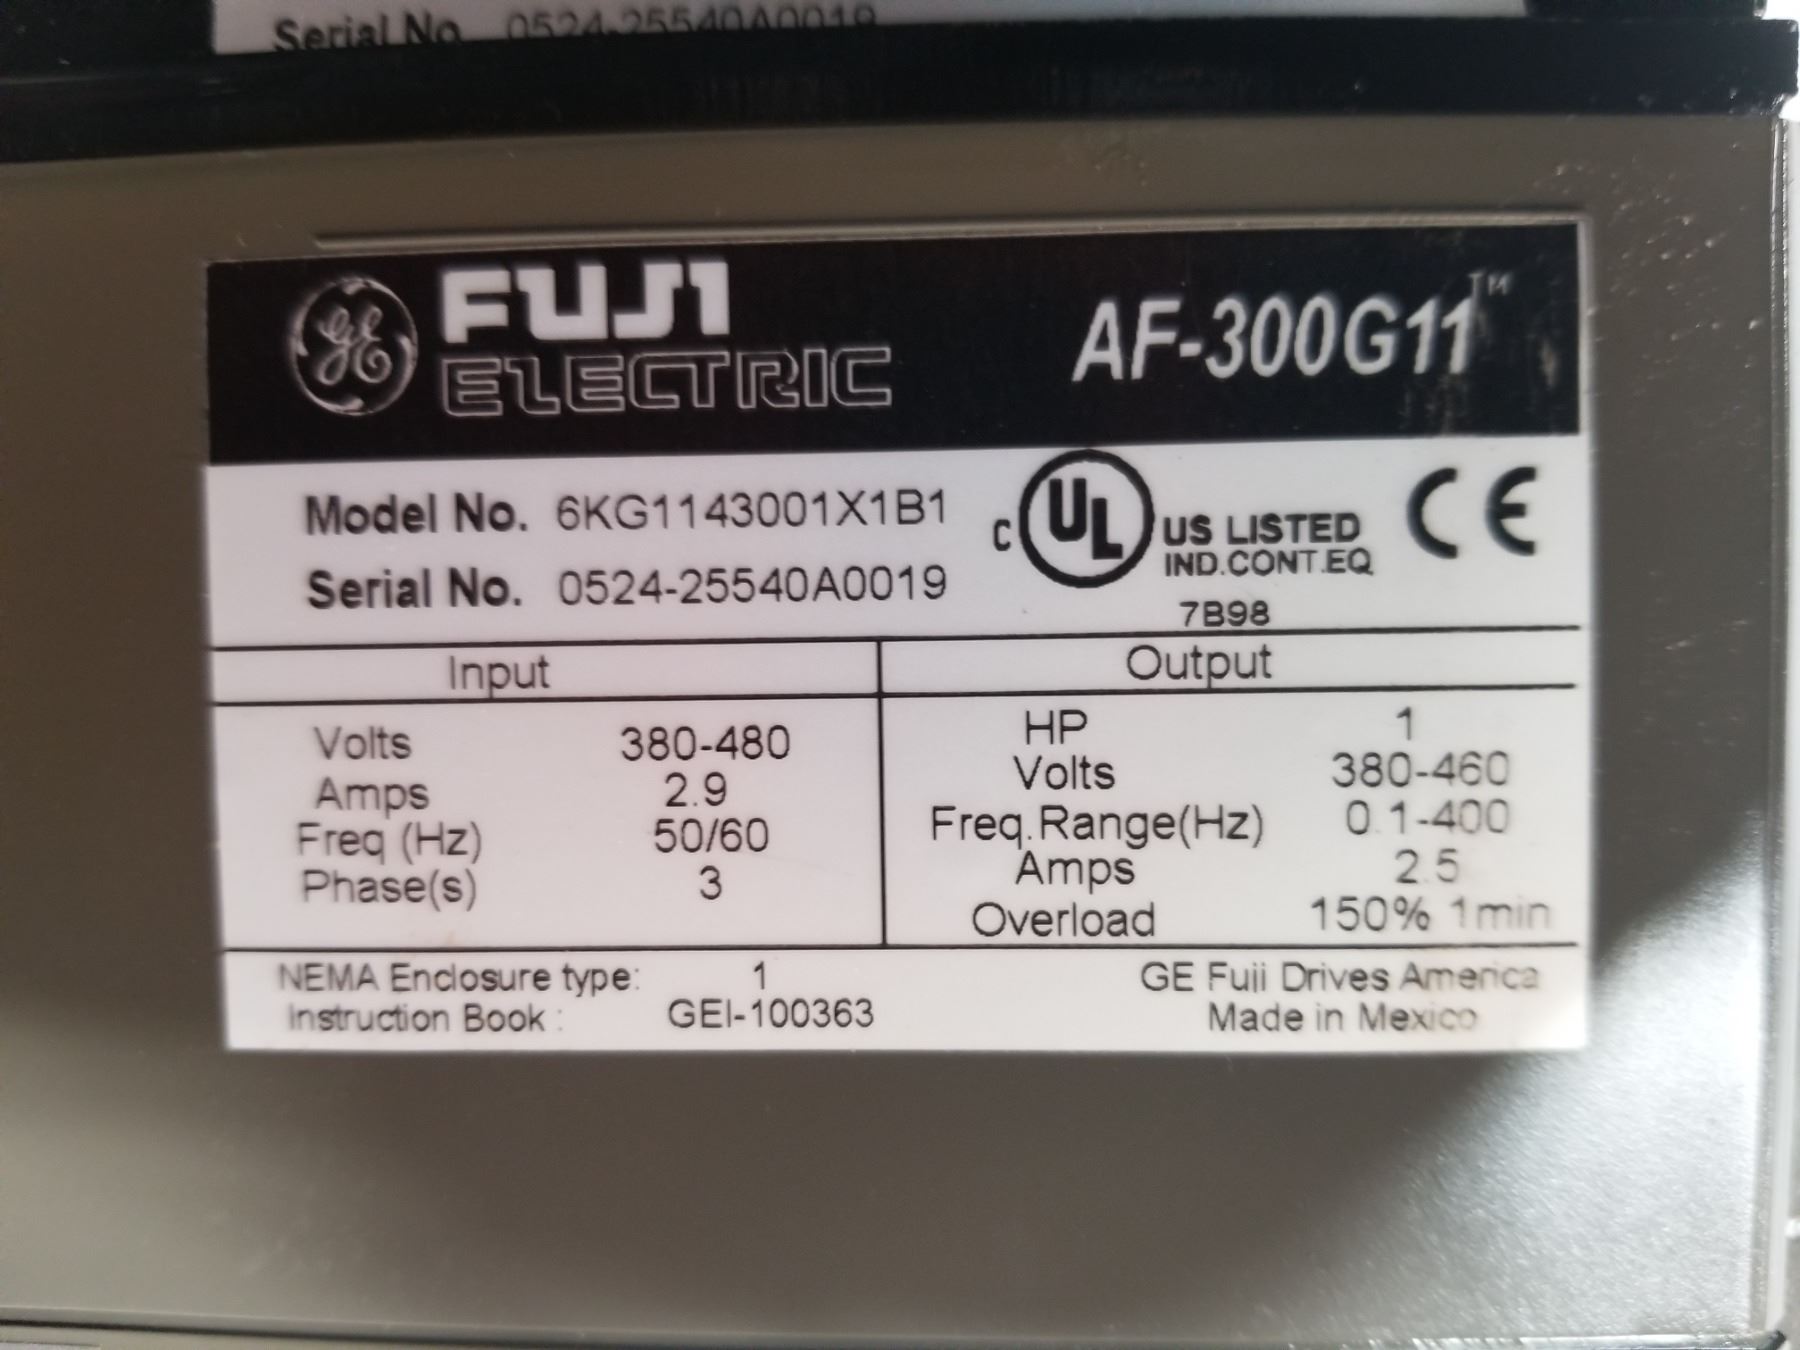 Serial No. 0524-25540A0019
GE FUJI ELECTRIC
AF-300G11™
Model No. 6KG1143001X1B1
Serial No. 0524-25540A0019
C UL US LISTED
IND.CONT.EQ
7B98
CE
Input
Volts 380-480
Amps 2.9
Freq (Hz) 50/60
Phase(s) 3
Output
HP 1
Volts 380-460
Freq.Range(Hz) 0.1-400
Amps 2.5
Overload 150% 1min
NEMA Enclosure type: 1
Instruction Book : GEI-100363
GE Fuji Drives America
Made in Mexico